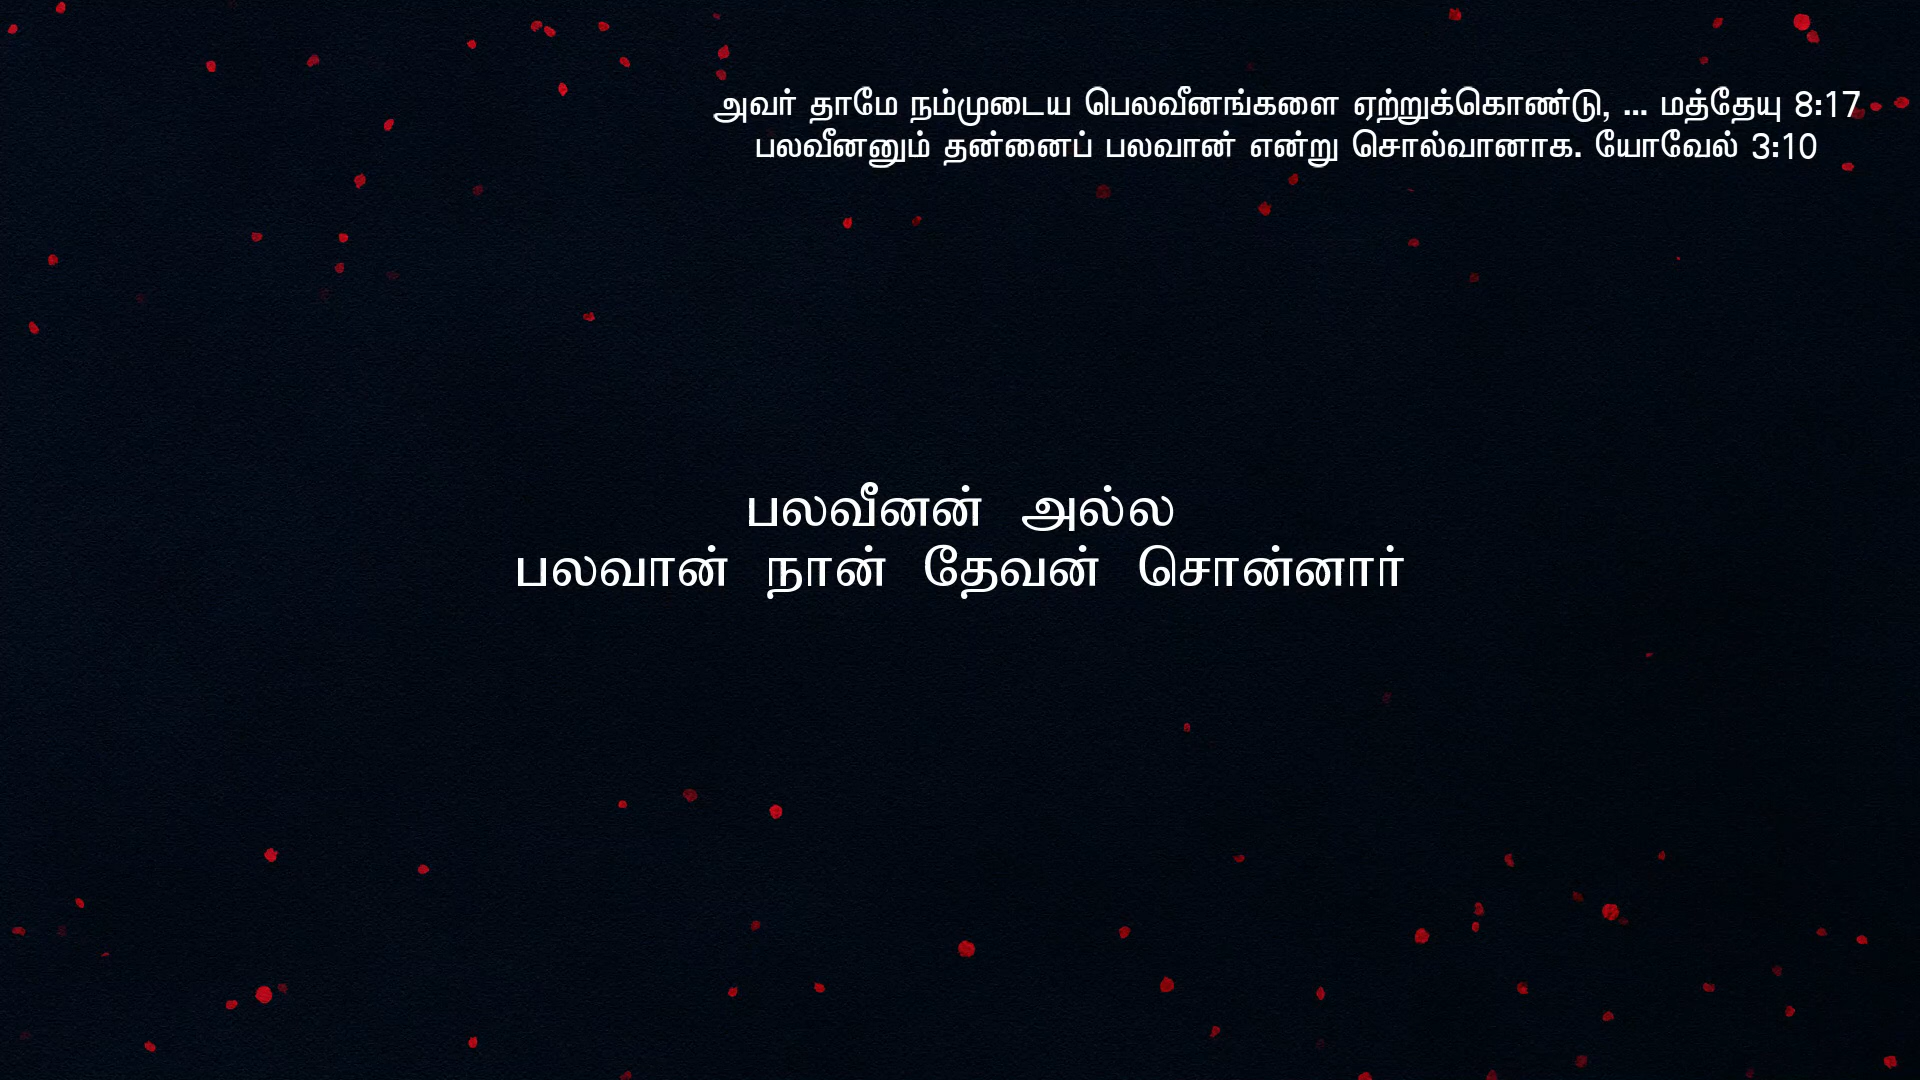 அவர் தாமே நம்முடைய பெலவீனங்களை ஏற்றுக்கொண்டு, ... மத்தேயு 8:17
பலவீனனும் தன்னைப் பலவான் என்று சொல்வானாக. யோவேல் 3:10
பலவீனன் அல்ல
பலவான் நான் தேவன் சொன்னார்